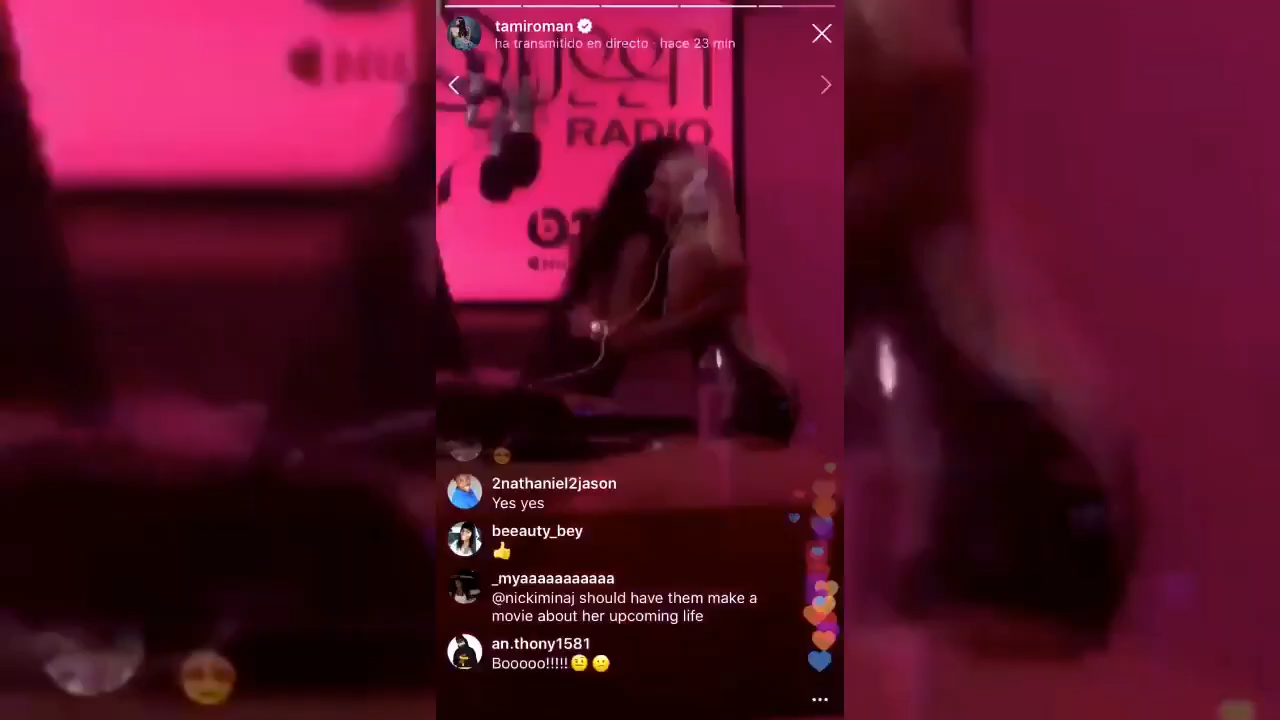 tamiroman
ha transmitido en directo · hace 23 min
Queen
RADIO
2nathaniel2jason
Yes yes
beeauty_bey
👍
_myaaaaaaaaaaa
@nickiminaj should have them make a
movie about her upcoming life
an.thony1581
Booooo!!!!!🤨😕